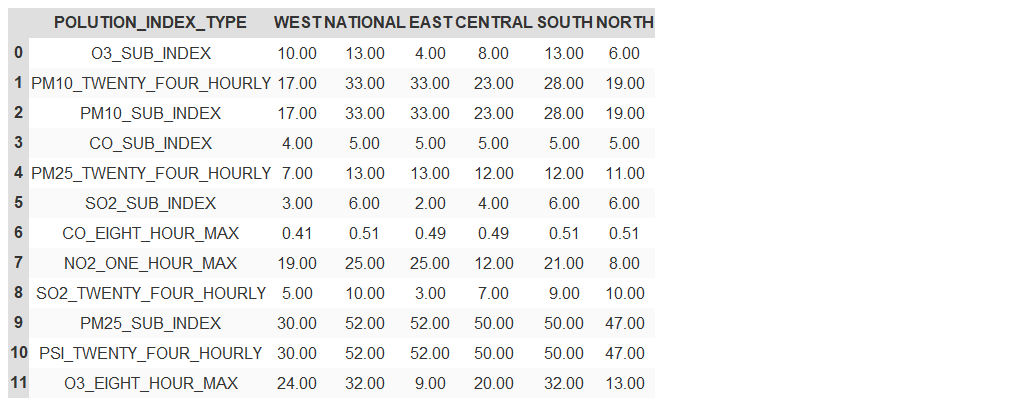 POLUTION_INDEX_TYPE WEST NATIONAL EAST CENTRAL SOUTH NORTH
0 O3_SUB_INDEX 10.00 13.00 4.00 8.00 13.00 6.00
1 PM10_TWENTY_FOUR_HOURLY 17.00 33.00 33.00 23.00 28.00 19.00
2 PM10_SUB_INDEX 17.00 33.00 33.00 23.00 28.00 19.00
3 CO_SUB_INDEX 4.00 5.00 5.00 5.00 5.00 5.00
4 PM25_TWENTY_FOUR_HOURLY 7.00 13.00 13.00 12.00 12.00 11.00
5 SO2_SUB_INDEX 3.00 6.00 2.00 4.00 6.00 6.00
6 CO_EIGHT_HOUR_MAX 0.41 0.51 0.49 0.49 0.51 0.51
7 NO2_ONE_HOUR_MAX 19.00 25.00 25.00 12.00 21.00 8.00
8 SO2_TWENTY_FOUR_HOURLY 5.00 10.00 3.00 7.00 9.00 10.00
9 PM25_SUB_INDEX 30.00 52.00 52.00 50.00 50.00 47.00
10 PSI_TWENTY_FOUR_HOURLY 30.00 52.00 52.00 50.00 50.00 47.00
11 O3_EIGHT_HOUR_MAX 24.00 32.00 9.00 20.00 32.00 13.00